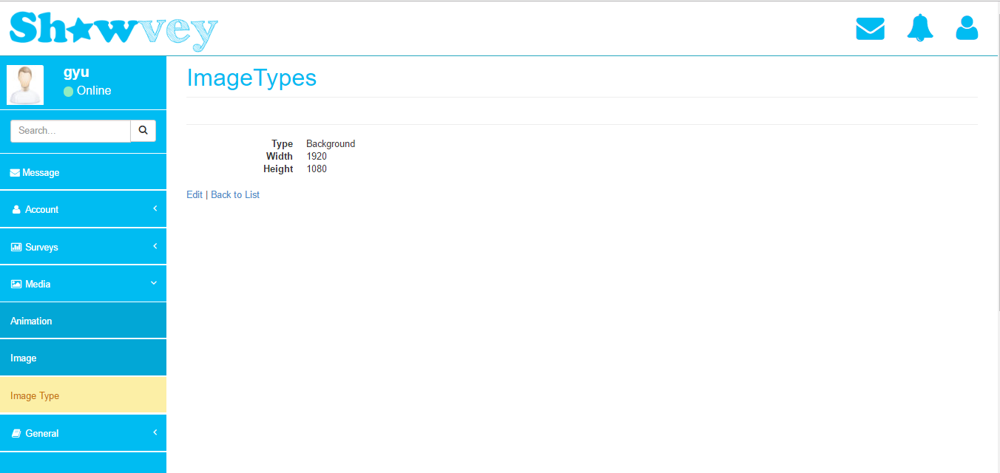 Sh★wvey
gyu
Online
Search...
Message
Account
Surveys
Media
Animation
Image
Image Type
General
ImageTypes
Type Background
Width 1920
Height 1080
Edit | Back to List